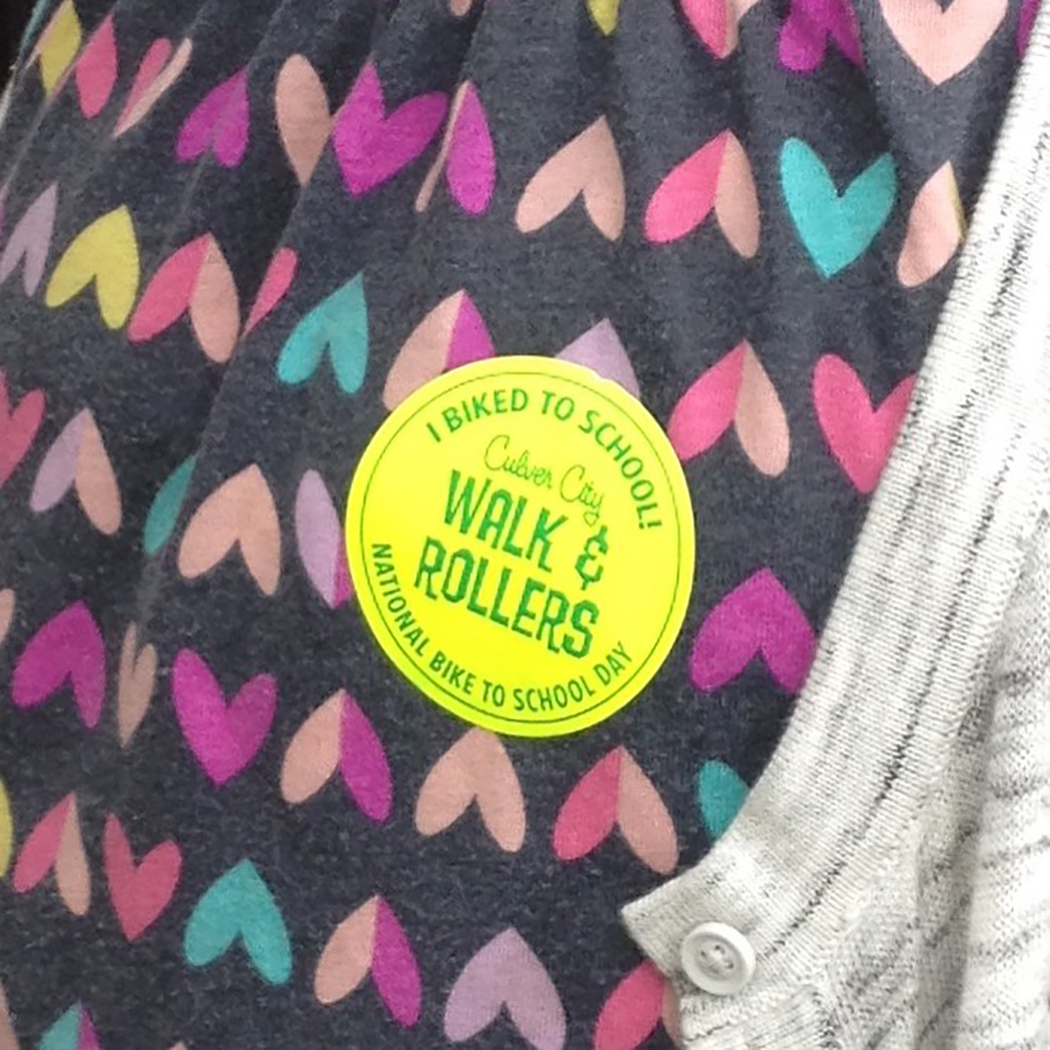 I BIKED TO SCHOOL!
Culver City
WALK &
ROLLERS
NATIONAL BIKE TO SCHOOL DAY